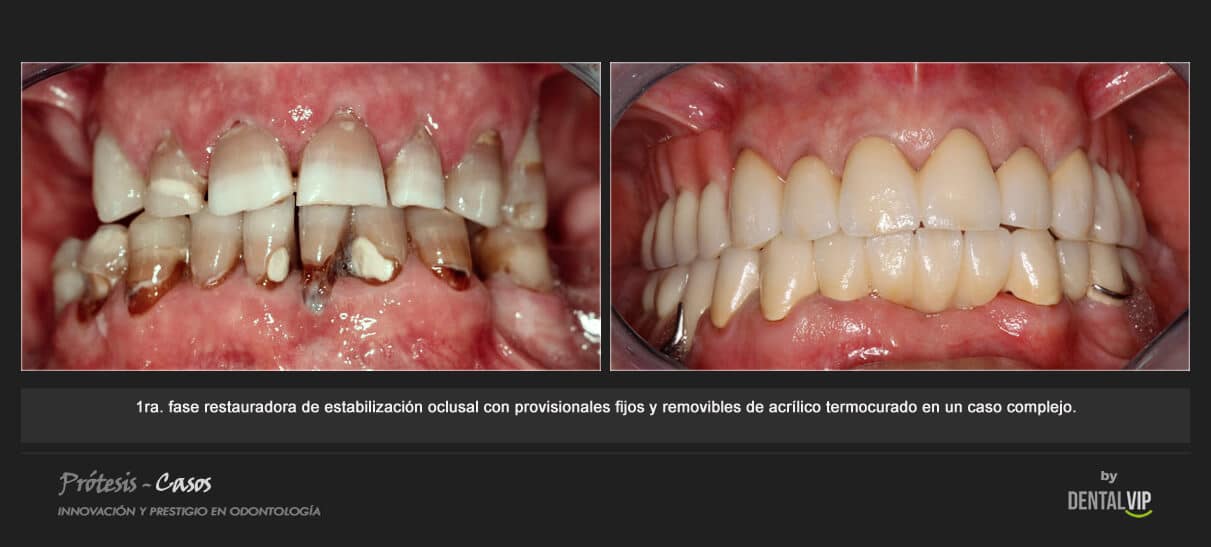 1ra. fase restauradora de estabilización oclusal con provisionales fijos y removibles de acrílico termocurado en un caso complejo.
Prótesis - Casos
INNOVACIÓN Y PRESTIGIO EN ODONTOLOGÍA
by
DENTALVIP